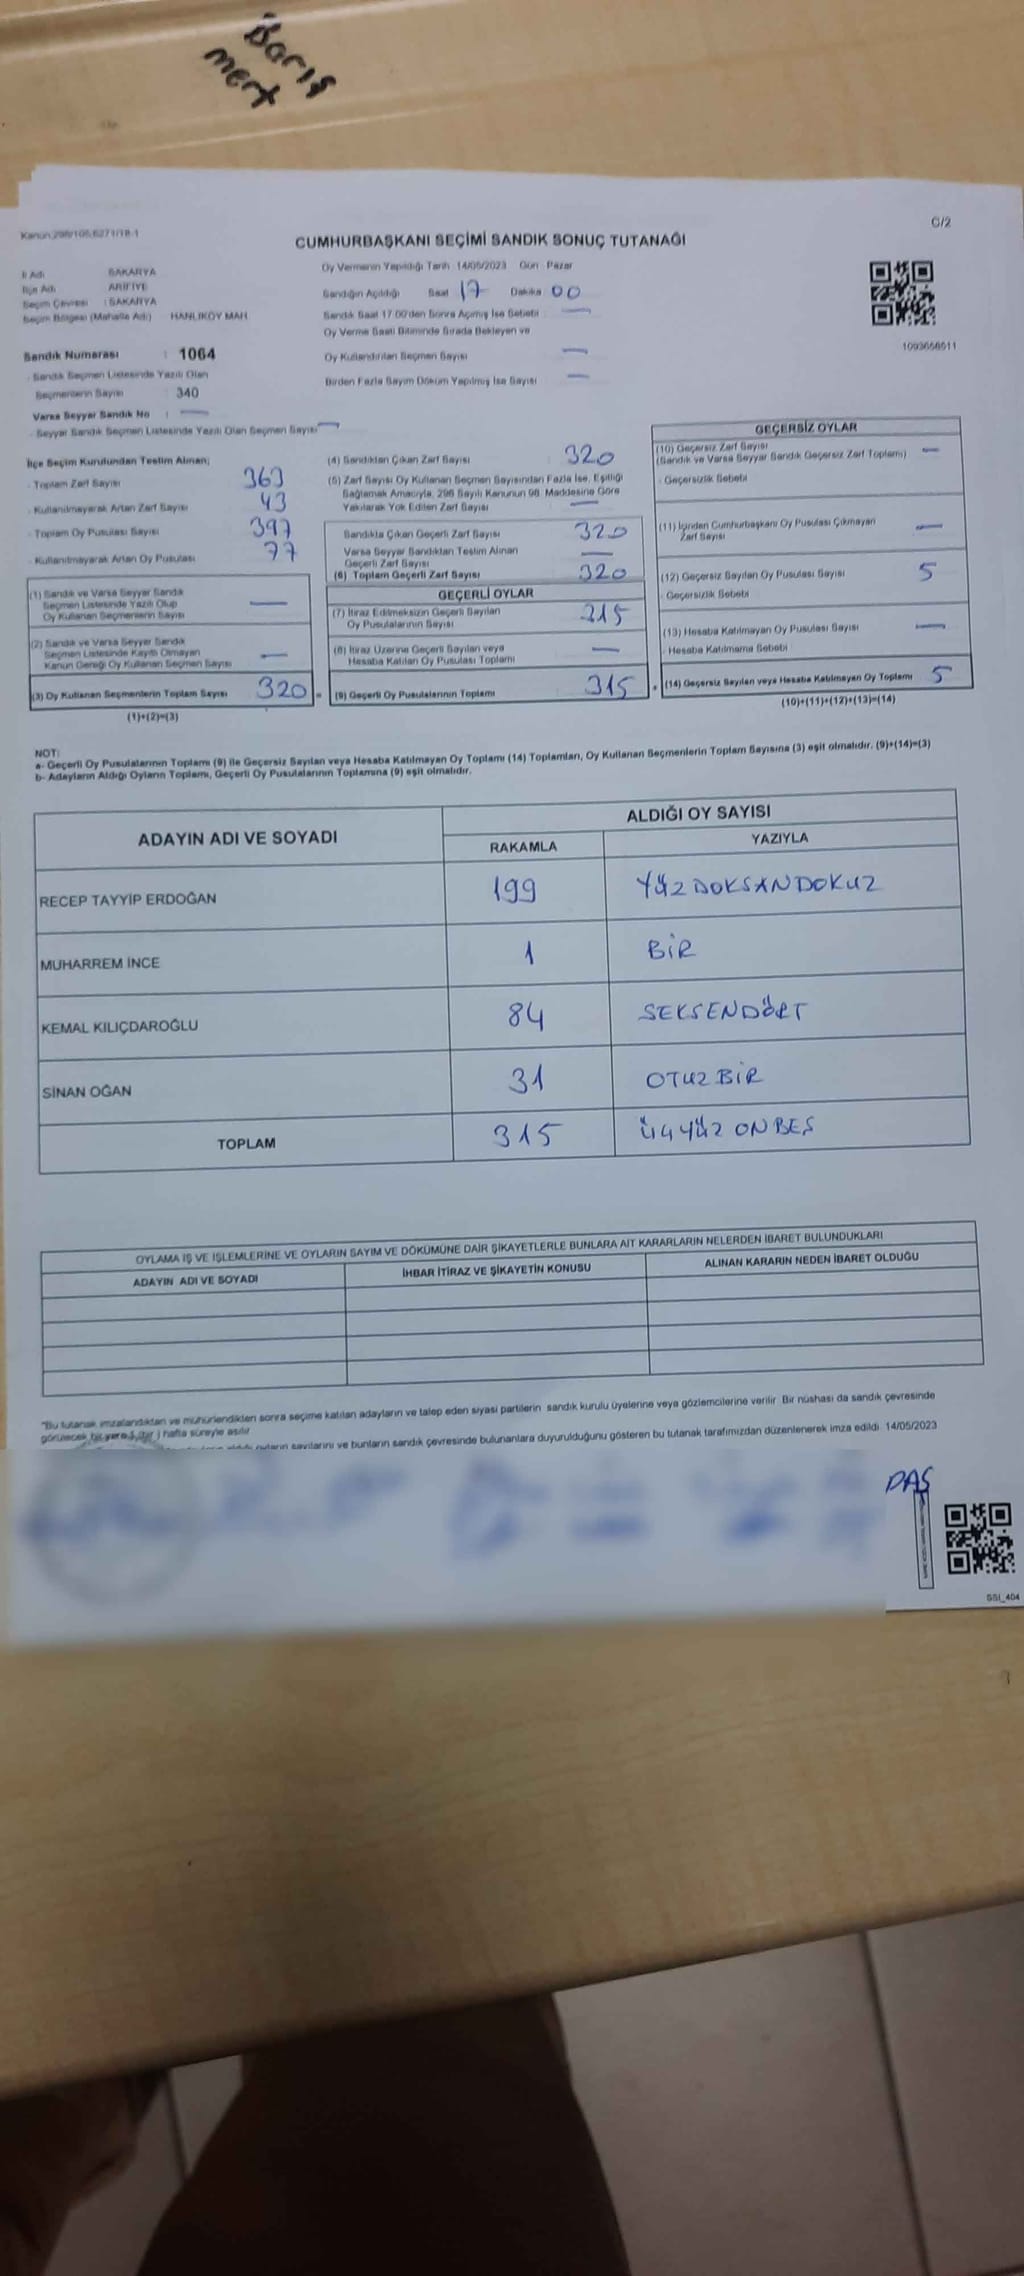 Barış
mert
C/2
Kanun:298/105,6271/18-1
CUMHURBAŞKANI SEÇİMİ SANDIK SONUÇ TUTANAĞI
İl Adı : SAKARYA
İlçe Adı : ARİFİYE
Seçim Çevresi : SAKARYA
Seçim Bölgesi (Mahalle Adı) : HANLIKÖY MAH.
Sandık Numarası : 1064
- Sandık Seçmen Listesinde Yazılı Olan
Seçmenlerin Sayısı : 340
Varsa Seyyar Sandık No : —
- Seyyar Sandık Seçmen Listesinde Yazılı Olan Seçmen Sayısı —
Oy Vermenin Yapıldığı Tarih 14/05/2023 Gün : Pazar
Sandığın Açıldığı Saat 17 Dakika 00
Sandık Saat 17.00'den Sonra Açılmış İse Sebebi : —
Oy Verme Saati Bitiminde Sırada Bekleyen ve
Oy Kullandırılan Seçmen Sayısı —
Birden Fazla Sayım Döküm Yapılmış İse Sayısı —
1093658511
İlçe Seçim Kurulundan Teslim Alınan;
- Toplam Zarf Sayısı 363
- Kullanılmayarak Artan Zarf Sayısı 43
- Toplam Oy Pusulası Sayısı 397
- Kullanılmayarak Artan Oy Pusulası 77
(1) Sandık ve Varsa Seyyar Sandık
Seçmen Listesinde Yazılı Olup
Oy Kullanan Seçmenlerin Sayısı —
(2) Sandık ve Varsa Seyyar Sandık
Seçmen Listesinde Kayıtlı Olmayan
Kanun Gereği Oy Kullanan Seçmen Sayısı —
(3) Oy Kullanan Seçmenlerin Toplam Sayısı 320
(1)+(2)=(3)
(4) Sandıktan Çıkan Zarf Sayısı : 320
(5) Zarf Sayısı Oy Kullanan Seçmen Sayısından Fazla İse, Eşitliği
Sağlamak Amacıyla, 298 Sayılı Kanunun 98. Maddesine Göre
Yakılarak Yok Edilen Zarf Sayısı —
Sandıkta Çıkan Geçerli Zarf Sayısı 320
Varsa Seyyar Sandıktan Teslim Alınan
Geçerli Zarf Sayısı —
(6) Toplam Geçerli Zarf Sayısı 320
GEÇERLİ OYLAR
(7) İtiraz Edilmeksizin Geçerli Sayılan
Oy Pusulalarının Sayısı 315
(8) İtiraz Üzerine Geçerli Sayılan veya
Hesaba Katılan Oy Pusulası Toplamı —
= (9) Geçerli Oy Pusulalarının Toplamı 315
GEÇERSİZ OYLAR
(10) Geçersiz Zarf Sayısı
(Sandık ve Varsa Seyyar Sandık Geçersiz Zarf Toplamı) —
- Geçersizlik Sebebi
(11) İçinden Cumhurbaşkanı Oy Pusulası Çıkmayan
Zarf Sayısı —
(12) Geçersiz Sayılan Oy Pusulası Sayısı 5
- Geçersizlik Sebebi
(13) Hesaba Katılmayan Oy Pusulası Sayısı —
- Hesaba Katılmama Sebebi
+ (14) Geçersiz Sayılan veya Hesaba Katılmayan Oy Toplamı 5
(10)+(11)+(12)+(13)=(14)
NOT:
a- Geçerli Oy Pusulalarının Toplamı (9) ile Geçersiz Sayılan veya Hesaba Katılmayan Oy Toplamı (14) Toplamları, Oy Kullanan Seçmenlerin Toplam Sayısına (3) eşit olmalıdır. (9)+(14)=(3)
b- Adayların Aldığı Oyların Toplamı, Geçerli Oy Pusulalarının Toplamına (9) eşit olmalıdır.
ADAYIN ADI VE SOYADI
ALDIĞI OY SAYISI
RAKAMLA YAZIYLA
RECEP TAYYİP ERDOĞAN 199 YÜZDOKSANDOKUZ
MUHARREM İNCE 1 BİR
KEMAL KILIÇDAROĞLU 84 SEKSENDÖRT
SİNAN OĞAN 31 OTUZ BİR
TOPLAM 315 ÜÇYÜZ ONBEŞ
OYLAMA İŞ VE İŞLEMLERİNE VE OYLARIN SAYIM VE DÖKÜMÜNE DAİR ŞİKAYETLERLE BUNLARA AİT KARARLARIN NELERDEN İBARET BULUNDUKLARI
ADAYIN ADI VE SOYADI İHBAR İTİRAZ VE ŞİKAYETİN KONUSU ALINAN KARARIN NEDEN İBARET OLDUĞU
"Bu tutanak imzalandıktan ve mühürlendikten sonra seçime katılan adayların ve talep eden siyasi partilerin sandık kurulu üyelerine veya gözlemcilerine verilir. Bir nüshası da sandık çevresinde
görülecek bir yere 1 (bir) hafta süreyle asılır.
aldığı oyların sayılarını ve bunların sandık çevresinde bulunanlara duyurulduğunu gösteren bu tutanak tarafımızdan düzenlenerek imza edildi. 14/05/2023
SSI_404